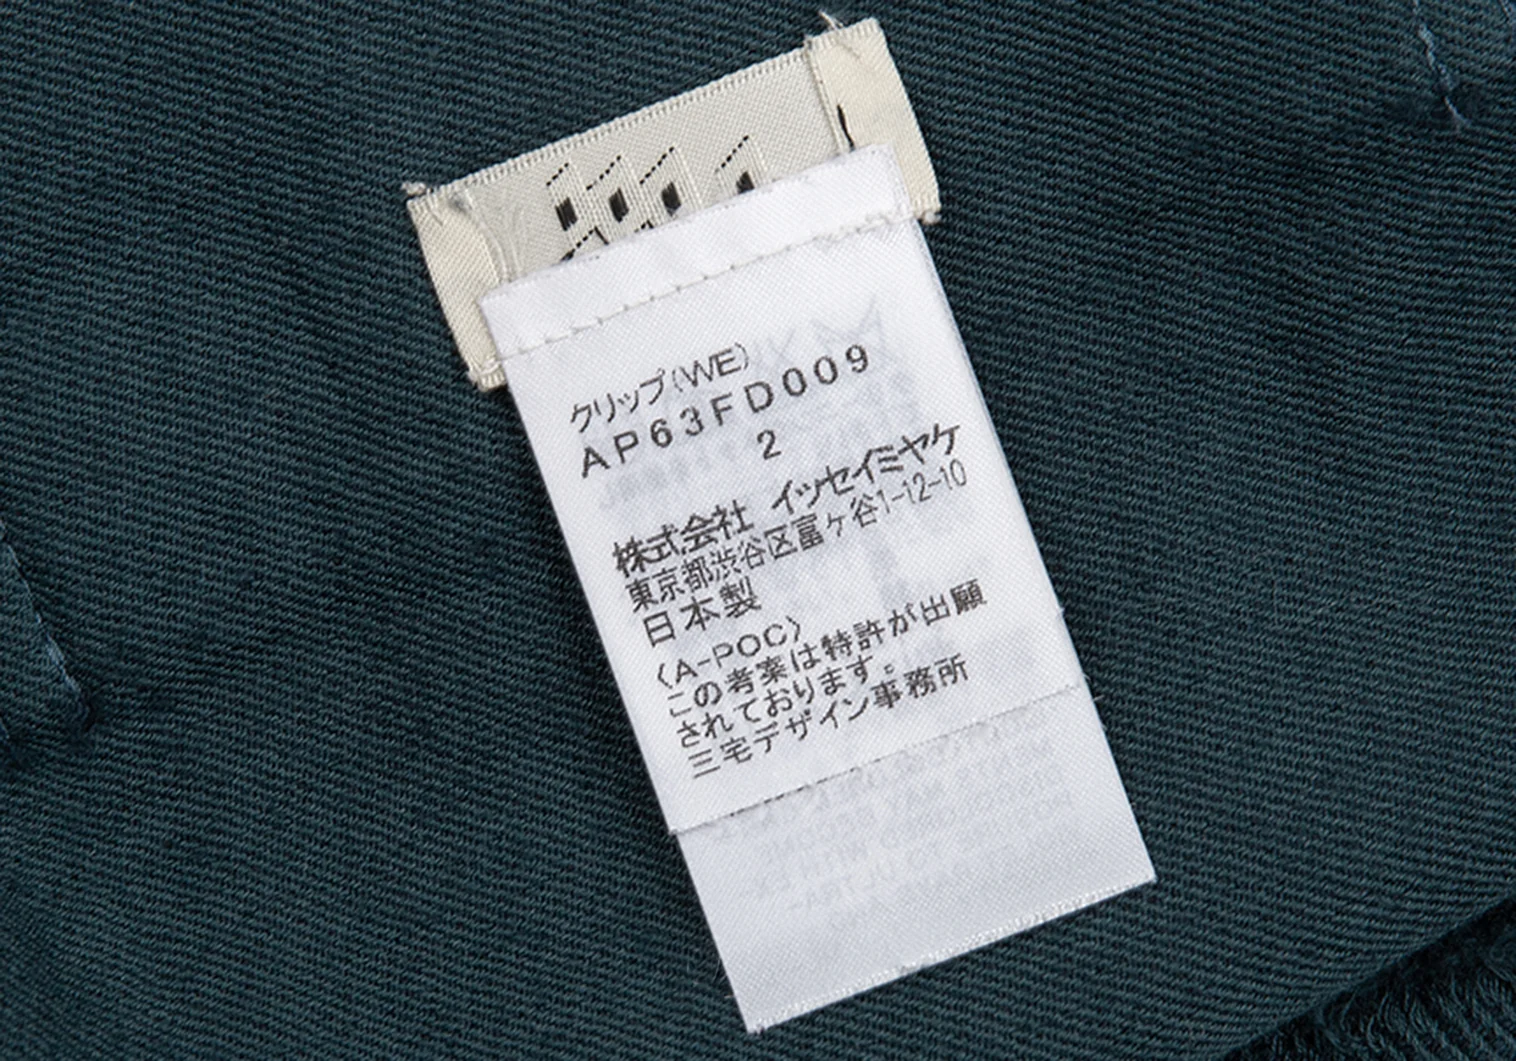 クリップ(WE)
AP63FD009
2
株式会社 イッセイミヤケ
東京都渋谷区富ケ谷1-12-10
日本製
〈A-POC〉
この考案は特許が出願
されております。
三宅デザイン事務所